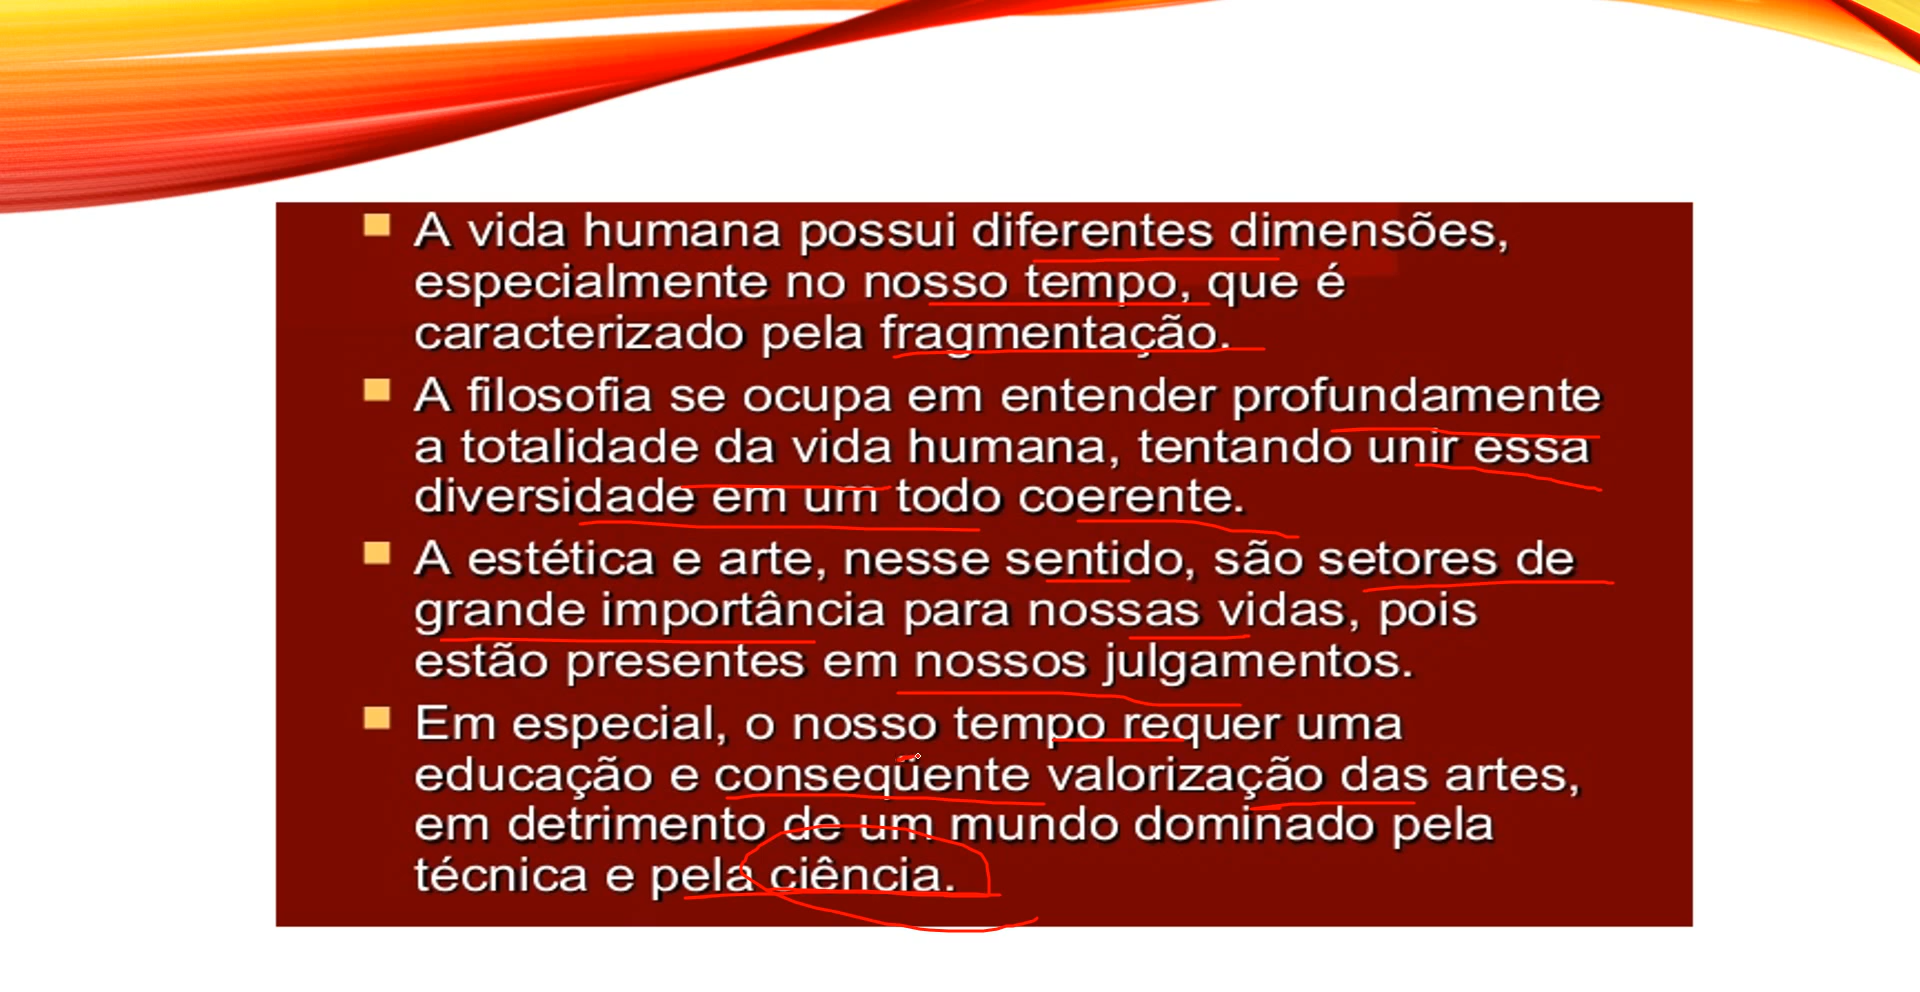 A vida humana possui diferentes dimensões,
especialmente no nosso tempo, que é
caracterizado pela fragmentação.
A filosofia se ocupa em entender profundamente
a totalidade da vida humana, tentando unir essa
diversidade em um todo coerente.
A estética e arte, nesse sentido, são setores de
grande importância para nossas vidas, pois
estão presentes em nossos julgamentos.
Em especial, o nosso tempo requer uma
educação e conseqüente valorização das artes,
em detrimento de um mundo dominado pela
técnica e pela ciência.